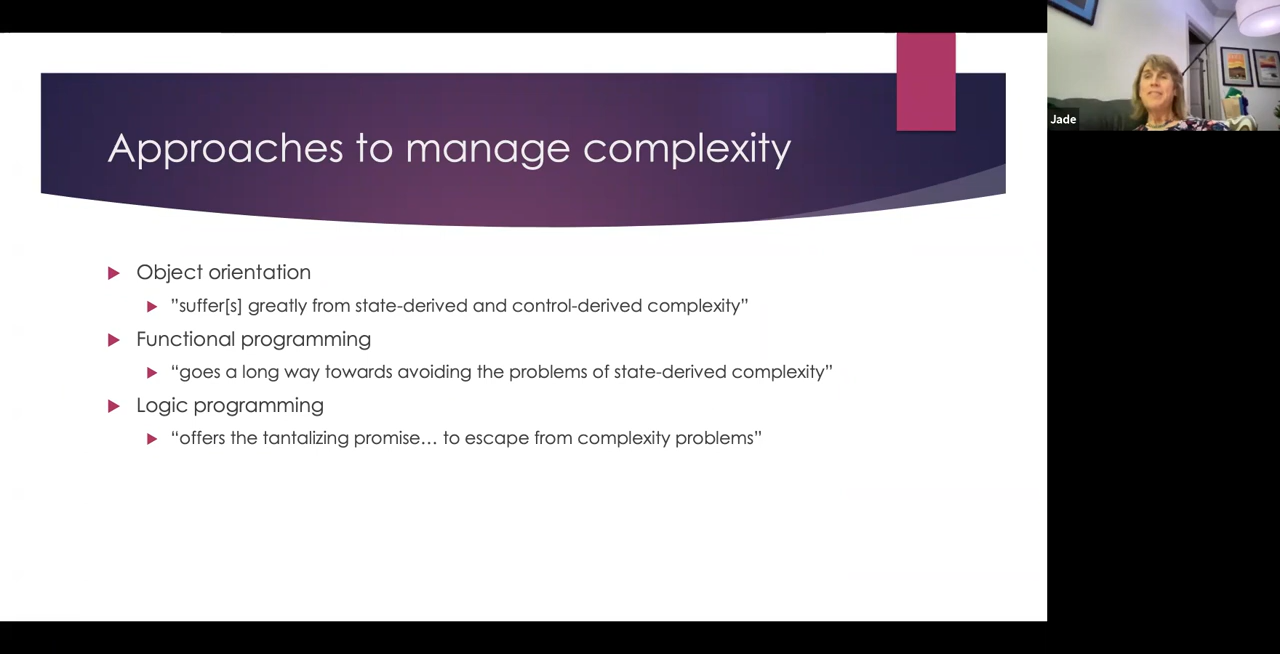 Approaches to manage complexity
Object orientation
”suffer[s] greatly from state-derived and control-derived complexity”
Functional programming
“goes a long way towards avoiding the problems of state-derived complexity”
Logic programming
“offers the tantalizing promise… to escape from complexity problems”
Jade